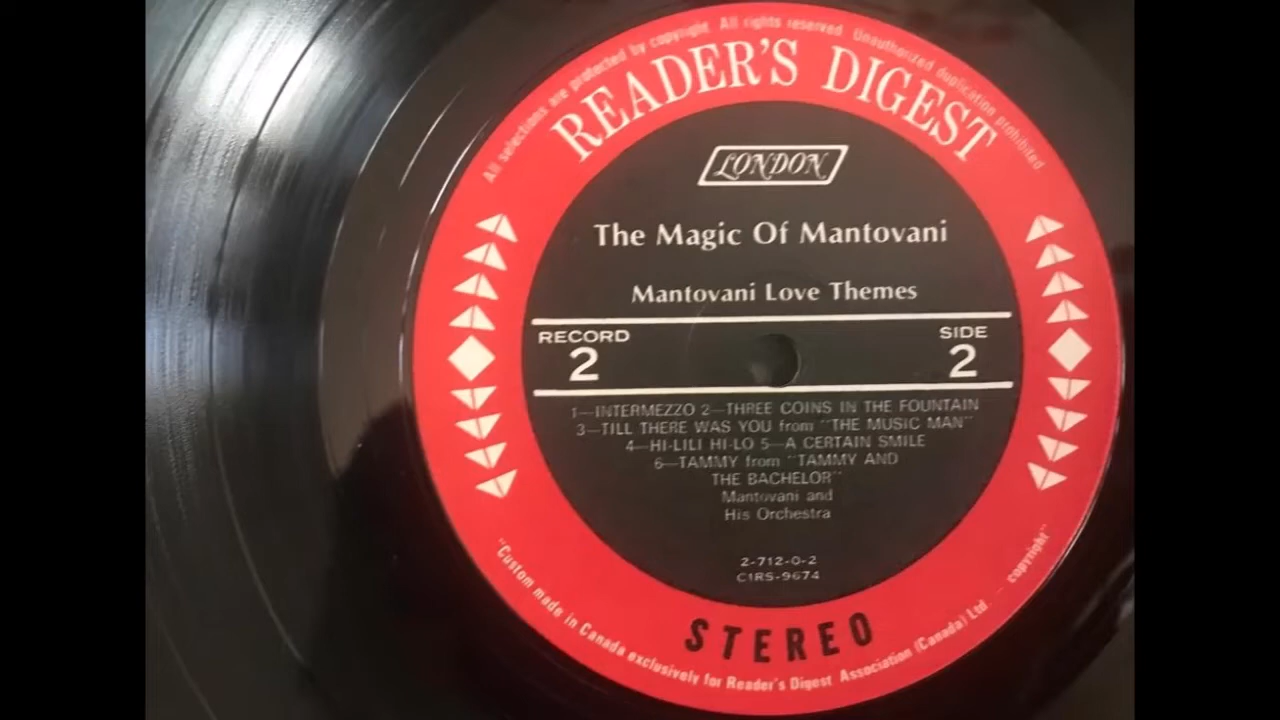 All selections are protected by copyright. All rights reserved. Unauthorized duplication prohibited
READER'S DIGEST
LONDON
The Magic Of Mantovani
Mantovani Love Themes
RECORD
2
SIDE
2
1—INTERMEZZO 2—THREE COINS IN THE FOUNTAIN
3—TILL THERE WAS YOU from "THE MUSIC MAN"
4—HI-LILI HI-LO 5—A CERTAIN SMILE
6—TAMMY from "TAMMY AND
THE BACHELOR"
Mantovani and
His Orchestra
2-712-0-2
C1RS-9674
STEREO
"Custom made in Canada exclusively for Reader's Digest Association (Canada) Ltd - copyright"